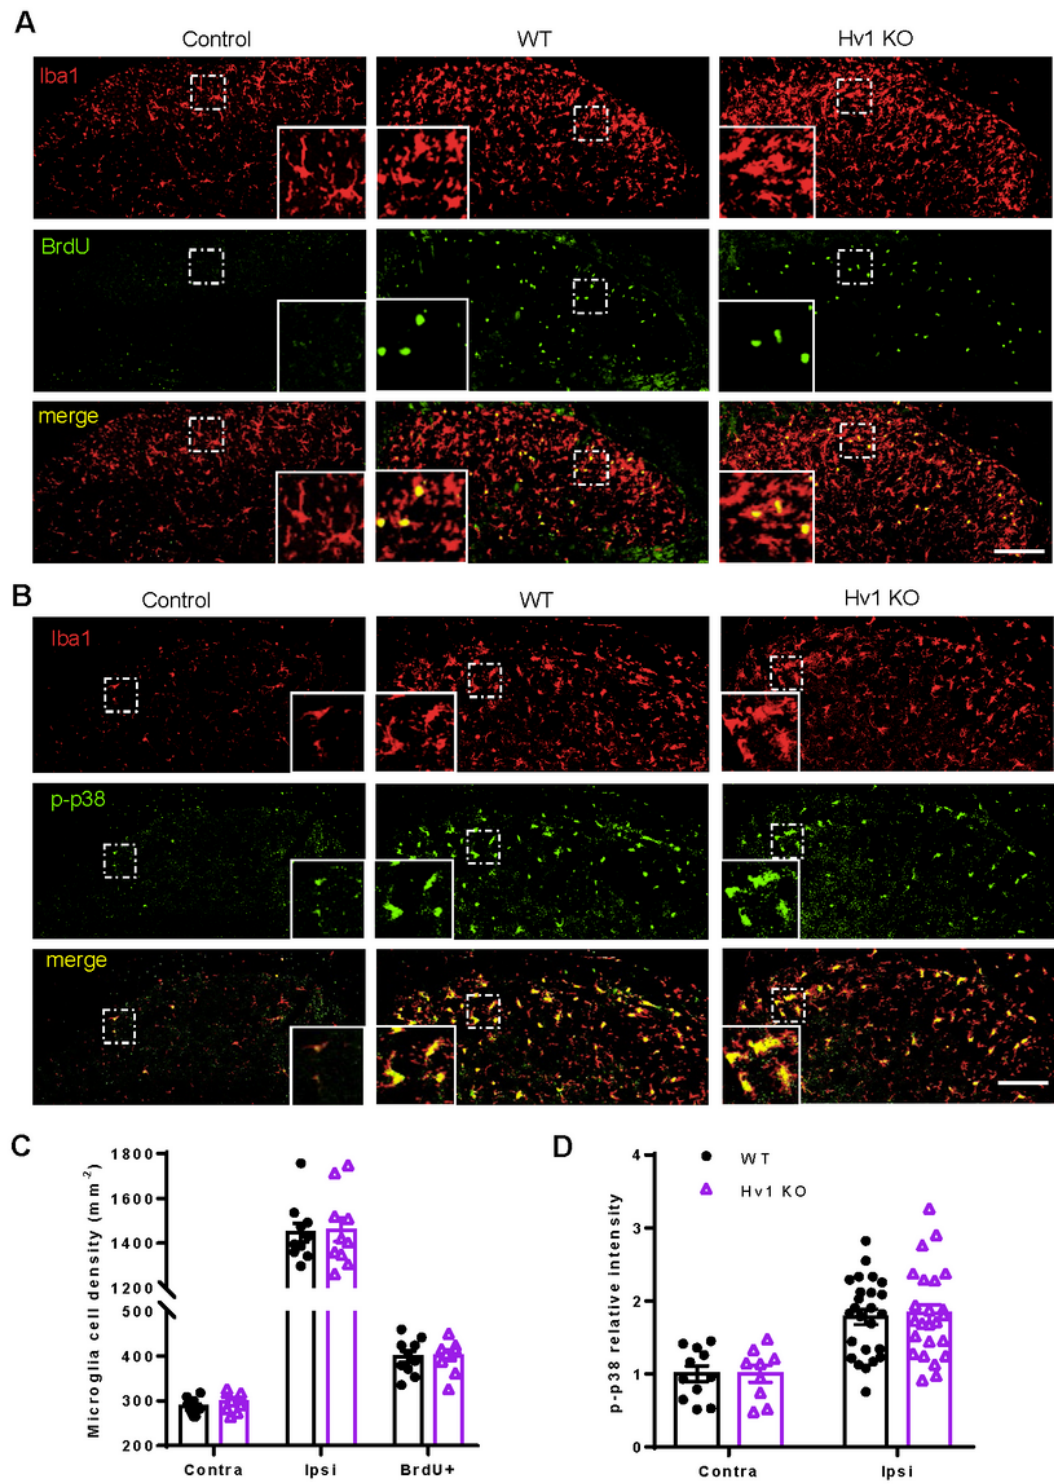 A
Control WT Hv1 KO
Iba1
BrdU
merge
B
Control WT Hv1 KO
Iba1
p-p38
merge
C
Microglia cell density (mm⁻²)
1800
1600
1400
1200
500
400
300
200
Contra Ipsi BrdU+
D
WT
Hv1 KO
p-p38 relative intensity
4
3
2
1
0
Contra Ipsi